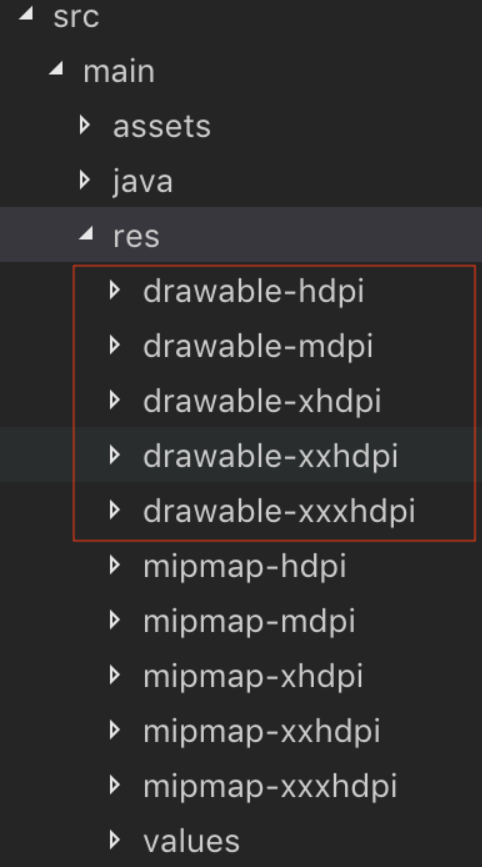 src
main
assets
java
res
drawable-hdpi
drawable-mdpi
drawable-xhdpi
drawable-xxhdpi
drawable-xxxhdpi
mipmap-hdpi
mipmap-mdpi
mipmap-xhdpi
mipmap-xxhdpi
mipmap-xxxhdpi
values